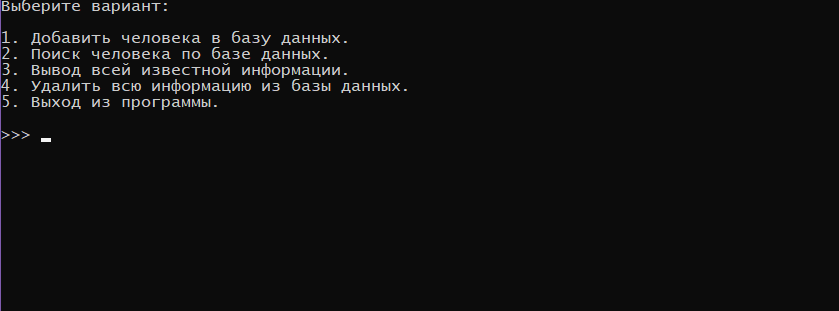 Выберите вариант:
1. Добавить человека в базу данных.
2. Поиск человека по базе данных.
3. Вывод всей известной информации.
4. Удалить всю информацию из базы данных.
5. Выход из программы.
>>>